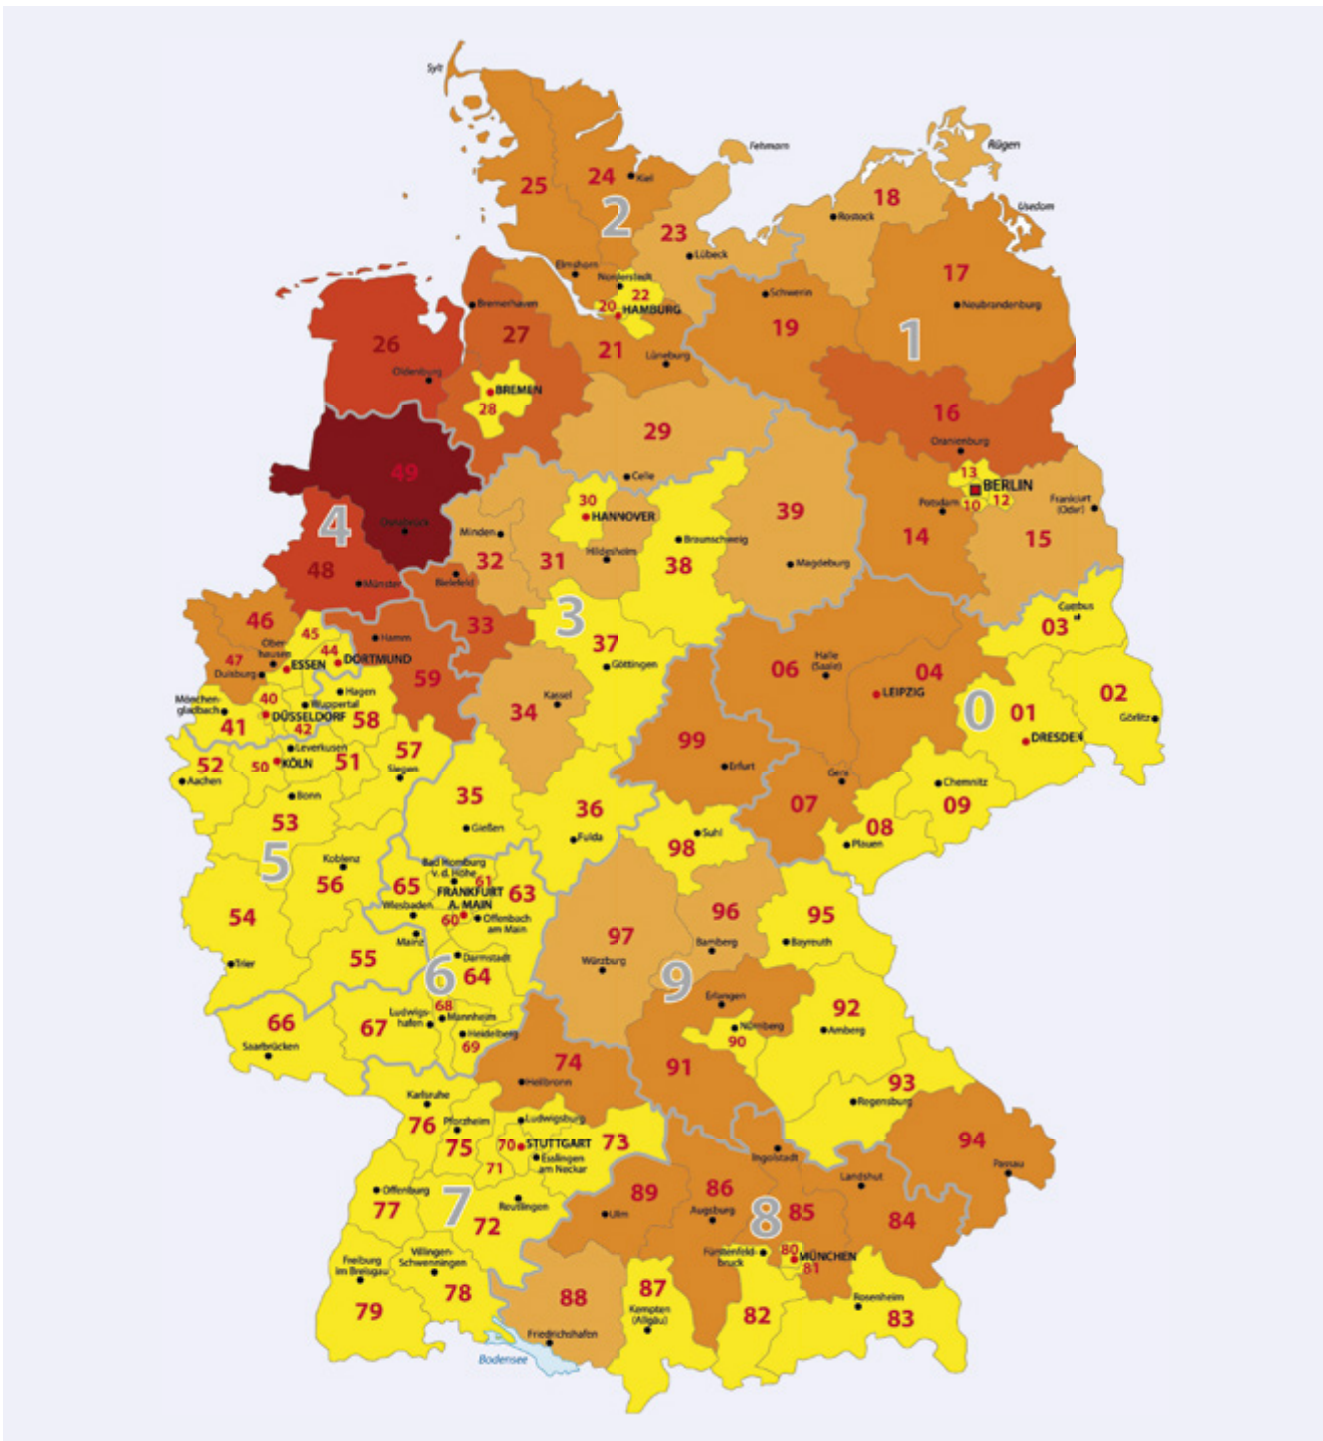 Sylt
Fehmarn
Rügen
25
24
Kiel
18
Usedom
2
Rostock
23
Lübeck
17
Elmshorn
Norderstedt
22
20
HAMBURG
Schwerin
Neubrandenburg
Bremerhaven
27
26
21
19
1
Lüneburg
Oldenburg
BREMEN
28
16
29
Oranienburg
49
Celle
13
BERLIN
10
12
Potsdam
Frankfurt
(Oder)
30
HANNOVER
39
4
Osnabrück
Minden
Braunschweig
14
15
32
31
Hildesheim
38
Magdeburg
48
Münster
Bielefeld
46
45
Hamm
33
3
Cottbus
03
Ober
hausen
44
DORTMUND
37
47
ESSEN
Duisburg
59
Göttingen
06
Halle
(Saale)
04
LEIPZIG
02
Görlitz
Mönchen-
gladbach
40
Hagen
Wuppertal
DÜSSELDORF
41
42
58
Kassel
34
0
01
DRESDEN
99
Leverkusen
57
52
50
KÖLN
51
Siegen
Aachen
Erfurt
Gera
Chemnitz
Bonn
35
36
07
09
53
Gießen
Fulda
Suhl
98
08
Plauen
5
Koblenz
56
Bad Homburg
v. d. Höhe
61
65
FRANKFURT
63
A. MAIN
Wiesbaden
60
Offenbach
am Main
96
95
54
97
Bamberg
Bayreuth
Mainz
Trier
55
Darmstadt
Würzburg
6
64
9
Erlangen
92
68
Ludwigs-
hafen
Mannheim
66
67
Heidelberg
69
Nürnberg
90
Amberg
Saarbrücken
74
91
Heilbronn
93
Regensburg
Karlsruhe
76
Pforzheim
Ludwigsburg
75
70
STUTTGART
73
71
Esslingen
am Neckar
Ingolstadt
94
Passau
Landshut
Offenburg
77
7
Reutlingen
72
89
Ulm
86
Augsburg
8
85
84
Freiburg
im Breisgau
Villingen-
Schwenningen
Fürstenfeld-
bruck
80
MÜNCHEN
81
79
78
88
87
Kempten
(Allgäu)
82
Rosenheim
83
Friedrichshafen
Bodensee